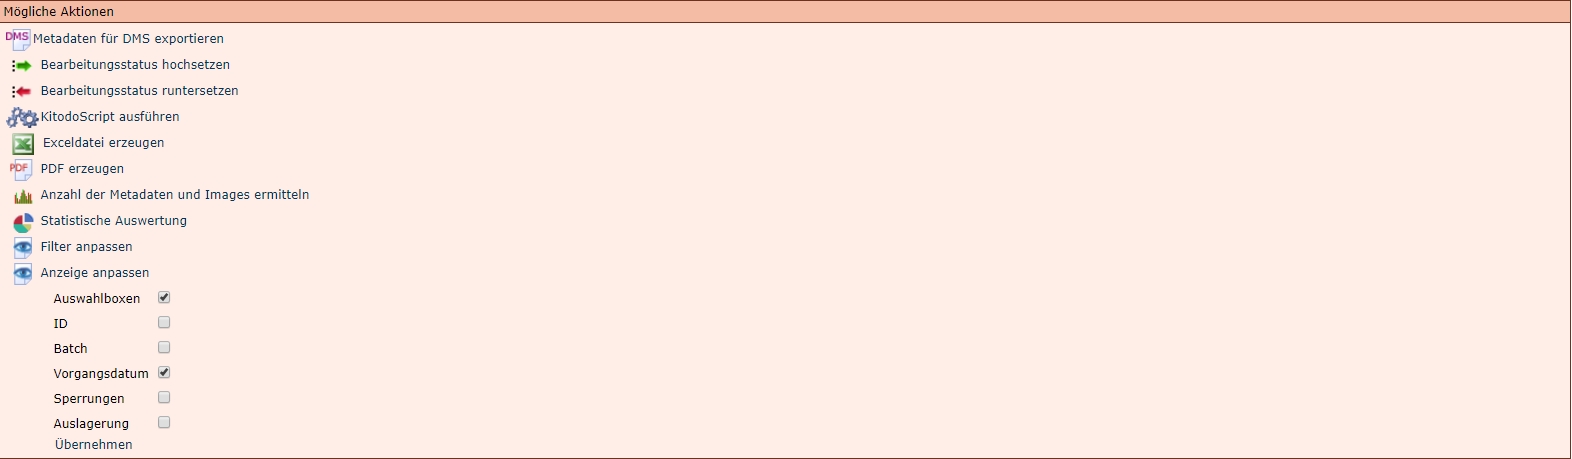 Mögliche Aktionen
DMS Metadaten für DMS exportieren
Bearbeitungsstatus hochsetzen
Bearbeitungsstatus runtersetzen
KitodoScript ausführen
Exceldatei erzeugen
PDF PDF erzeugen
Anzahl der Metadaten und Images ermitteln
Statistische Auswertung
Filter anpassen
Anzeige anpassen
Auswahlboxen
ID
Batch
Vorgangsdatum
Sperrungen
Auslagerung
Übernehmen